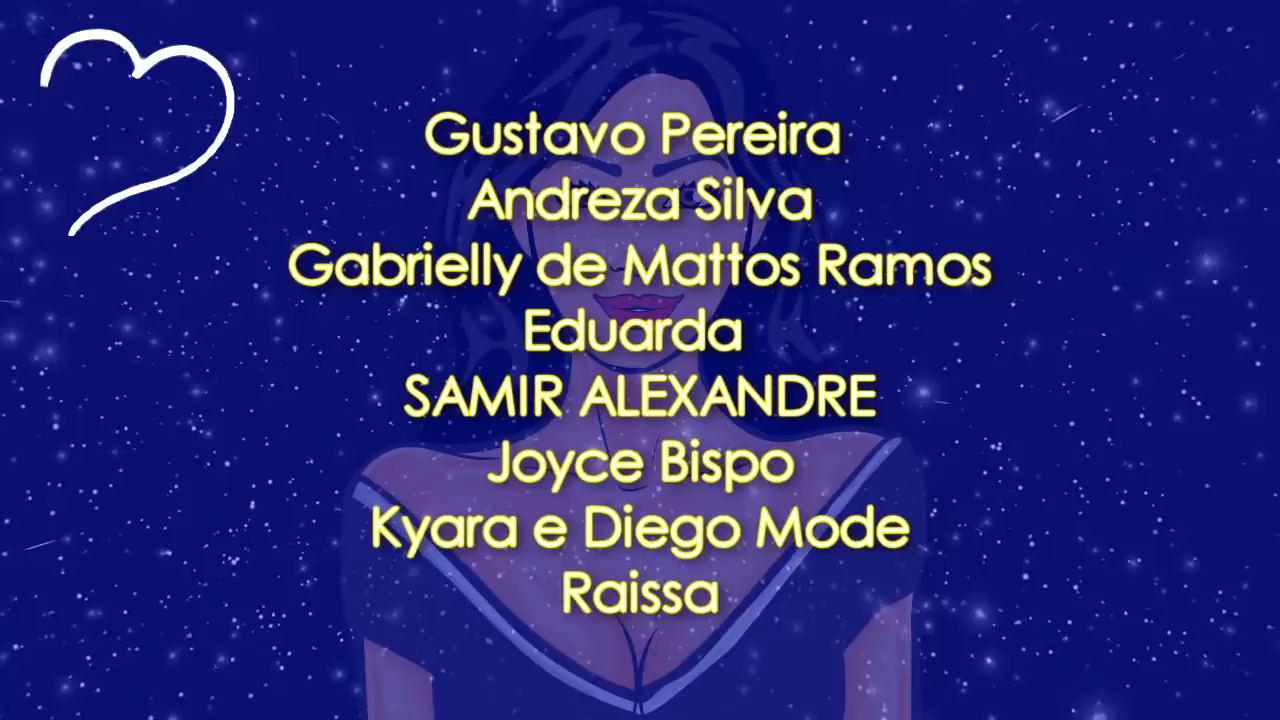 Gustavo Pereira
Andreza Silva
Gabrielly de Mattos Ramos
Eduarda
SAMIR ALEXANDRE
Joyce Bispo
Kyara e Diego Mode
Raissa